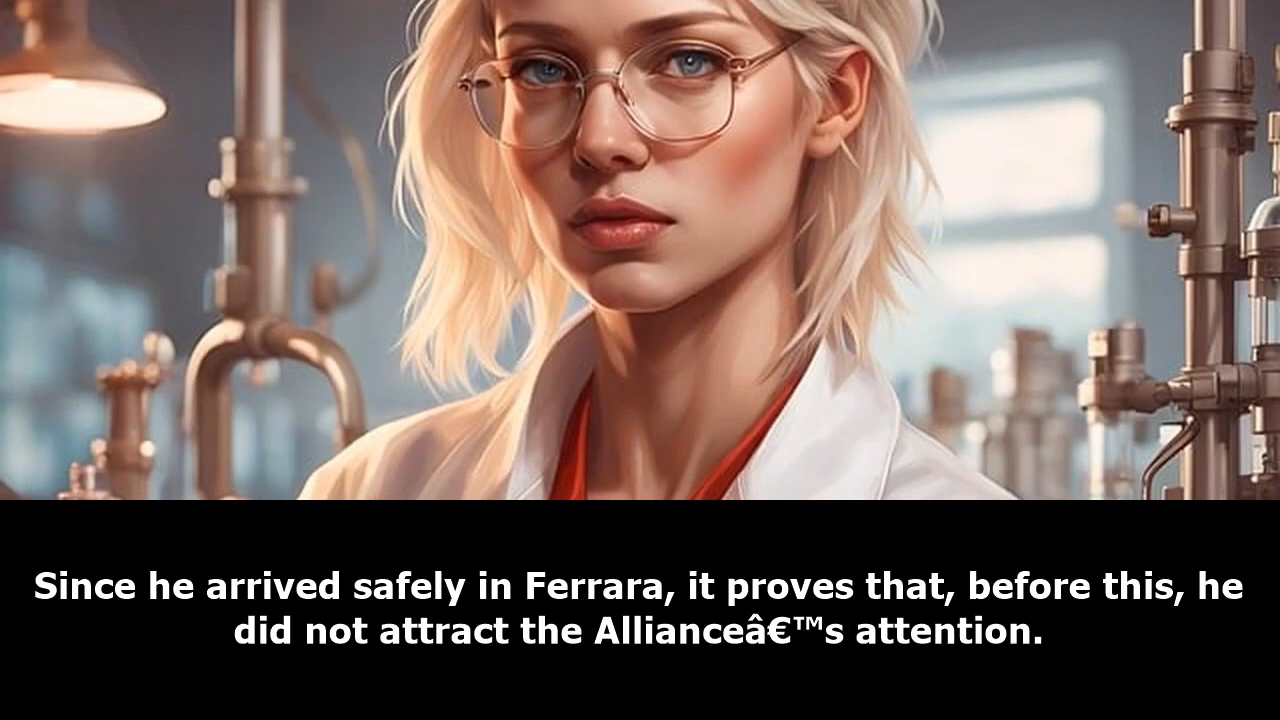 Since he arrived safely in Ferrara, it proves that, before this, he
did not attract the Allianceâ€™s attention.